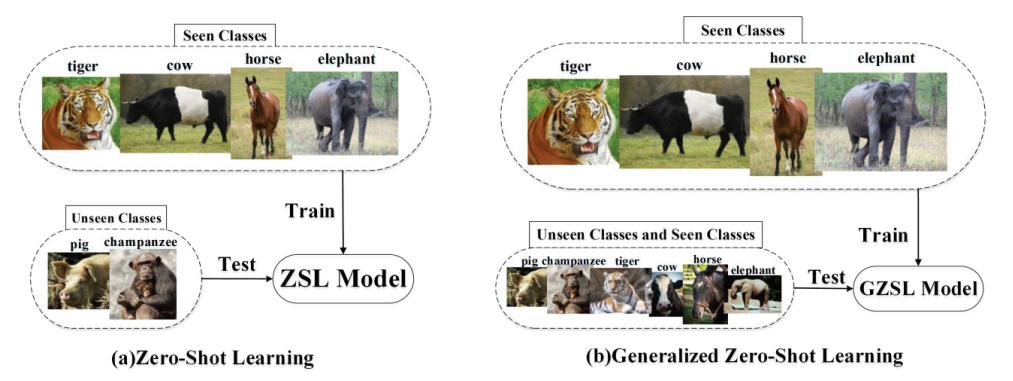 Seen Classes
tiger
cow
horse
elephant
Train
Unseen Classes
pig
champanzee
Test
ZSL Model
(a)Zero-Shot Learning
Seen Classes
tiger
cow
horse
elephant
Train
Unseen Classes and Seen Classes
pig
champanzee
tiger
cow
horse
elephant
Test
GZSL Model
(b)Generalized Zero-Shot Learning